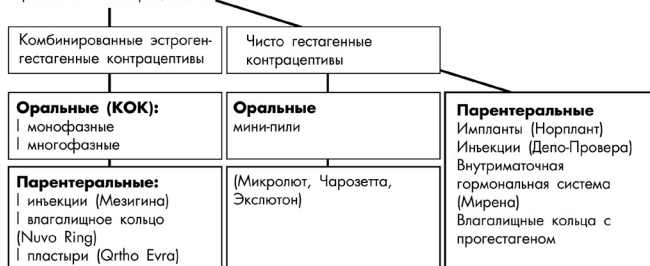 Комбинированные эстроген-
гестагенные контрацептивы
Чисто гестагенные
контрацептивы
Оральные (КОК):
| монофазные
| многофазные
Оральные
мини-пили
Парентеральные
Импланты (Норплант)
Инъекции (Депо-Провера)
Внутриматочная
гормональная система
(Мирена)
Влагалищные кольца с
прогестагеном
Парентеральные:
| инъекции (Мезигина)
| влагалищное кольцо
(Nuvo Ring)
| пластыри (Qrtho Evra)
(Микролют, Чарозетта,
Экслютон)